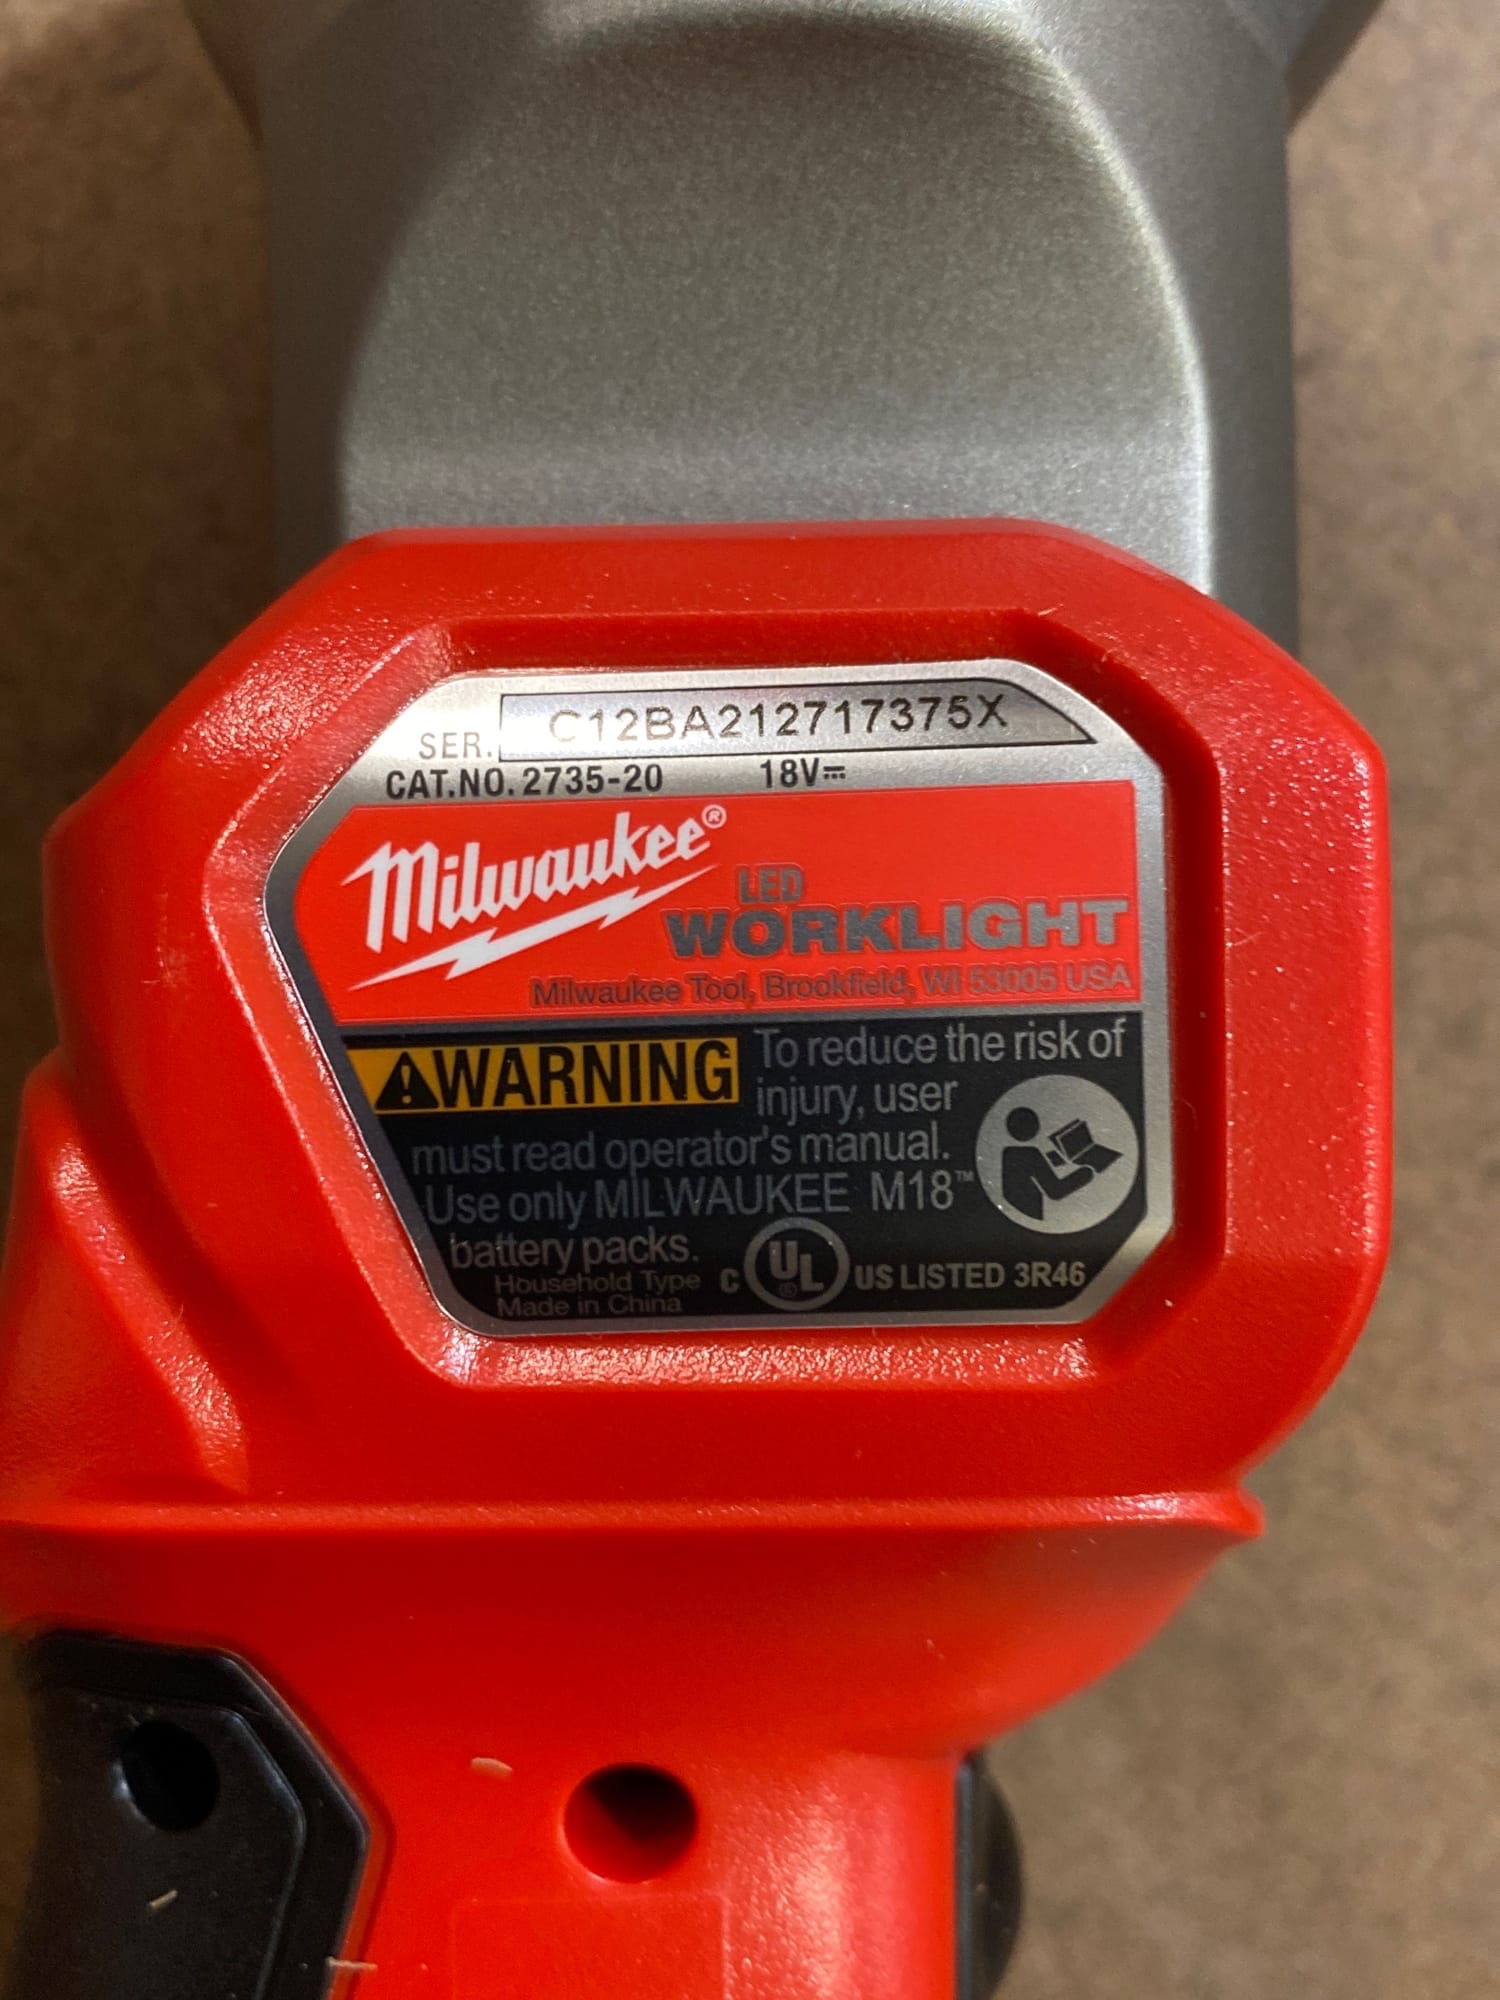 SER. C12BA212717375X
CAT.NO. 2735-20 18V⎓
Milwaukee®
LED
WORKLIGHT
Milwaukee Tool, Brookfield, WI 53005 USA
⚠WARNING To reduce the risk of
injury, user
must read operator's manual.
Use only MILWAUKEE M18™
battery packs.
Household Type
Made in China
C UL® US LISTED 3R46